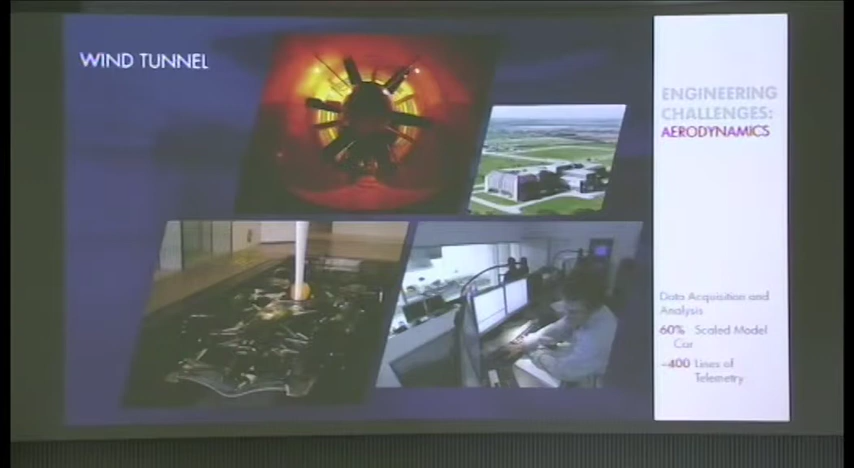 WIND TUNNEL
ENGINEERING
CHALLENGES:
AERODYNAMICS
Data Acquisition and
Analysis
60% Scaled Model
Car
~400 Lines of
Telemetry